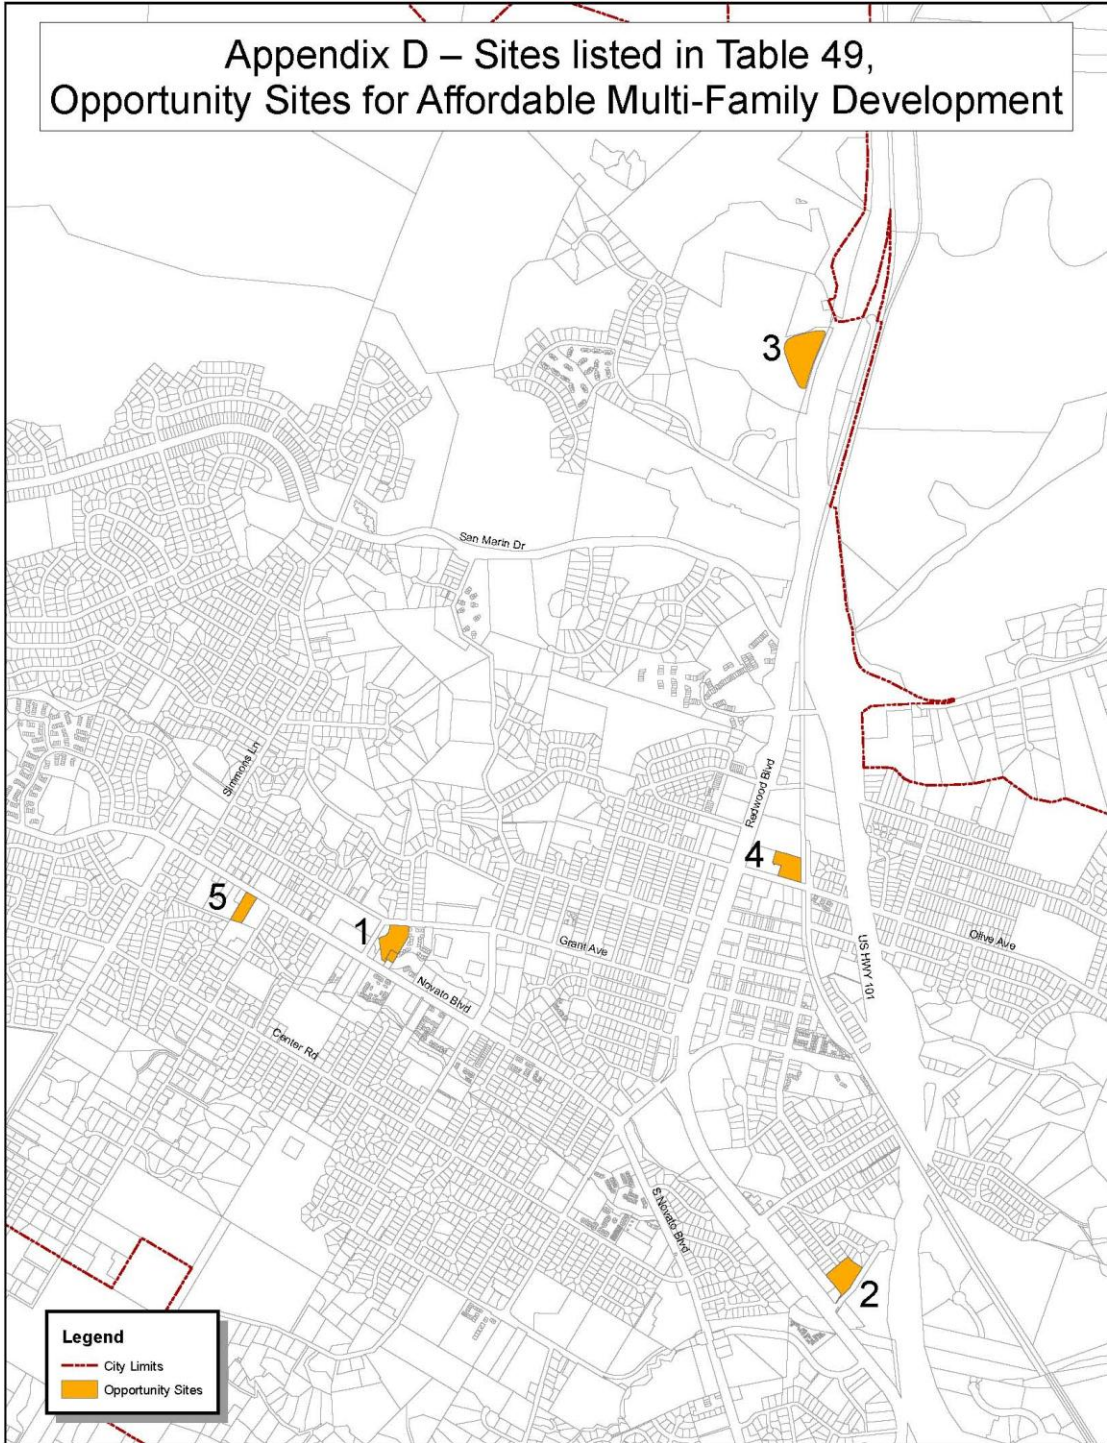 Appendix D – Sites listed in Table 49,
Opportunity Sites for Affordable Multi-Family Development
3
San Marin Dr
Simmons Ln
Redwood Blvd
4
5
1
Grant Ave
Olive Ave
US HWY 101
Novato Blvd
Center Rd
S Novato Blvd
2
Legend
City Limits
Opportunity Sites